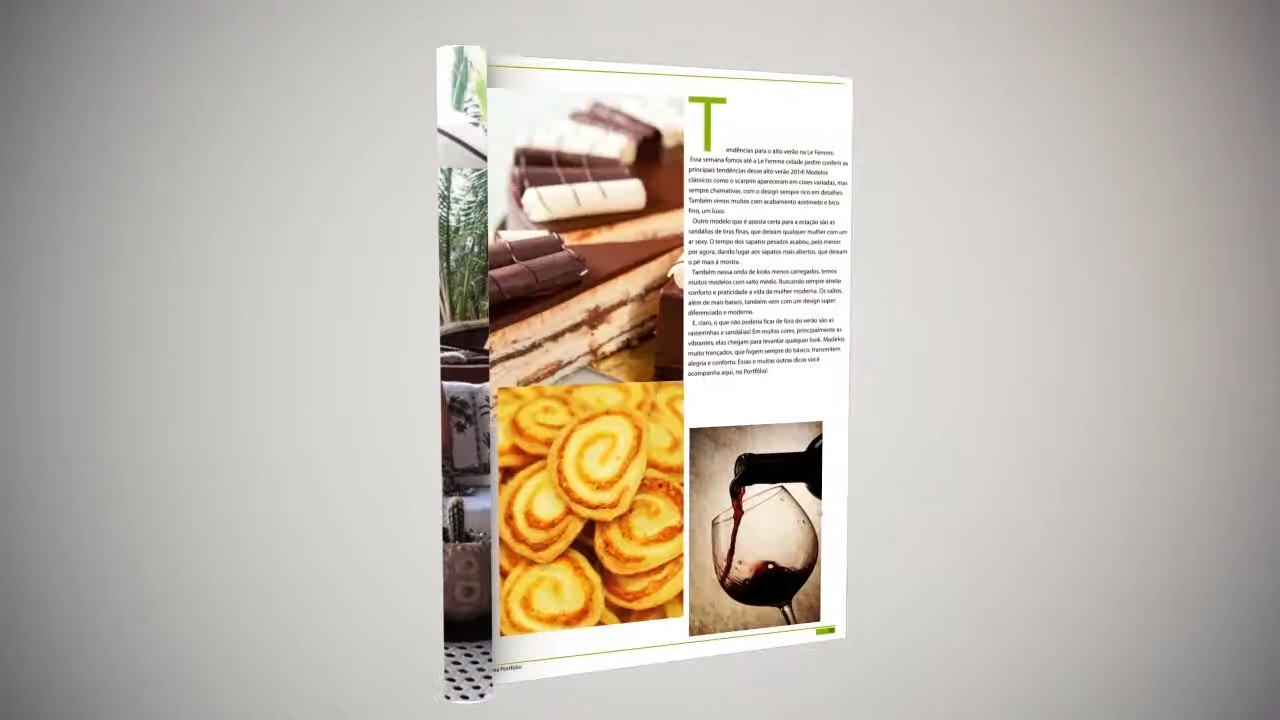 Tendências para o alto verão na Le Femme.
Essa semana fomos até a Le Femme cidade jardim conferir as
principais tendências desse alto verão 2014! Modelos
clássicos como o scarpim apareceram em cores variadas, mas
sempre chamativas, com o design sempre rico em detalhes.
Também vimos muitos com acabamento acetinado e bico
fino, um luxo.
Outro modelo que é aposta certa para a estação são as
sandálias de tiras finas, que deixam qualquer mulher com um
ar sexy. O tempo dos sapatos pesados acabou, pelo menos
por agora, dando lugar aos sapatos mais abertos, que deixam
o pé mais à mostra.
Também nessa onda de looks menos carregados, temos
muitos modelos com salto médio. Buscando sempre atrelar
conforto e praticidade a vida da mulher moderna. Os saltos,
além de mais baixos, também vem com um design super
diferenciado e moderno.
E, claro, o que não poderia ficar de fora do verão são as
rasteirinhas e sandálias! Em muitas cores, principalmente as
vibrantes, elas chegam para levantar qualquer look. Modelos
muito trançados, que fogem sempre do básico, transmitem
alegria e conforto. Essas e muitas outras dicas você
acompanha aqui, no Portfólio!
Portfólio